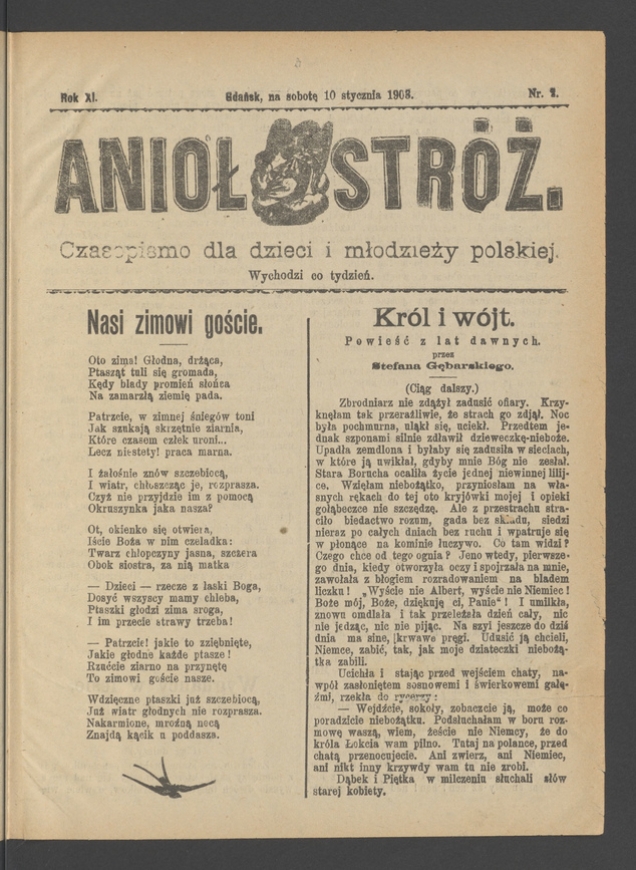 Rok XI.
Gdańsk, na sobotę 10 stycznia 1903.
Nr. 2.
ANIOŁ STRÓŻ.
Czasopismo dla dzieci i młodzieży polskiej.
Wychodzi co tydzień.
Nasi zimowi goście.
Oto zima! Głodna, drżąca,
Ptasząt tuli się gromada,
Kędy blady promień słońca
Na zamarzłą ziemię pada.
Patrzcie, w zimnej śniegów toni
Jak szukają skrzętnie ziarnia,
Które czasem człek uroni...
Lecz niestety! praca marna.
I żałośnie znów szczebiocą,
I wiatr, chłoszcząc je, rozprasza.
Czyż nie przyjdzie im z pomocą
Okruszynka jaka nasza?
Ot, okienko się otwiera,
Iście Boża w nim czeladka:
Twarz chłopczyny jasna, szczera
Obok siostra, za nią matka
— Dzieci — rzecze z łaski Boga,
Dosyć wszyscy mamy chleba,
Ptaszki głodzi zima sroga,
I im przecie strawy trzeba!
— Patrzcie! jakie to zziębnięte,
Jakie głodne każde ptasze!
Rzućcie ziarno na przynętę
To zimowi goście nasze.
Wdzięczne ptaszki już szczebiocą,
Już wiatr głodnych nie rozprasza.
Nakarmione, mroźną nocą
Znajdą kącik u poddasza.
Król i wójt.
Powieść z lat dawnych.
przez
Stefana Gębarskiego.
(Ciąg dalszy.)
Zbrodniarz nie zdążył zadusić ofiary. Krzy-
knęłam tak przeraźliwie, że strach go zdjął. Noc
była pochmurna, uląkł się, uciekł. Przedtem je-
dnak szponami silnie zdławił dzieweczkę-nieboże.
Upadła zemdlona i byłaby się zadusiła w sieciach,
w które ją uwikłał, gdyby mnie Bóg nie zesłał.
Stara Borucha ocaliła życie jednej niewinnej lilij-
ce. Wzięłam niebożątko, przyniosłam na wła-
snych rękach do tej oto kryjówki mojej i opieki
gołąbeczce nie szczędzę. Ale z przestrachu stra-
ciło biedactwo rozum, gada bez składu, siedzi
nieraz po całych dniach bez ruchu i wpatruje się
w płonące na kominie łuczywo. Co tam widzi?
Czego chce od tego ognia? Jeno wtedy, pierwsze-
go dnia, kiedy otworzyła oczy i spojrzała na mnie,
zawołała z błogiem rozradowaniem na bladem
liczku! „Wyście nie Albert, wyście nie Niemiec!
Boże mój, Boże, dziękuję ci, Panie“! I umilkła,
znowu omdlała i tak przeleżała dzień cały, nic
nie jedząc, nic nie pijąc. Na szyi jeszcze do dziś
dnia ma sine, krwawe pręgi. Udusić ją chcieli,
Niemce, zabić, tak, jak moje dziateczki niebożą-
tka zabili.
Ucichła i stając przed wejściem chaty, na-
wpół zasłoniętem sosnowemi i świerkowemi gałę-
źmi, rzekła do rycerzy:
— Wejdźcie, sokoły, zobaczcie ją, może co
poradzicie niebożątku. Podsłuchałam w boru roz-
mowę waszą, wiem, żeście nie Niemcy, że do
króla Łokcia wam pilno. Tutaj na polance, przed
chatą przenocujecie. Ani zwierz, ani Niemiec,
ani nikt inny krzywdy wam tu nie zrobi.
Dąbek i Piętka w milczeniu słuchali słów
starej kobiety.